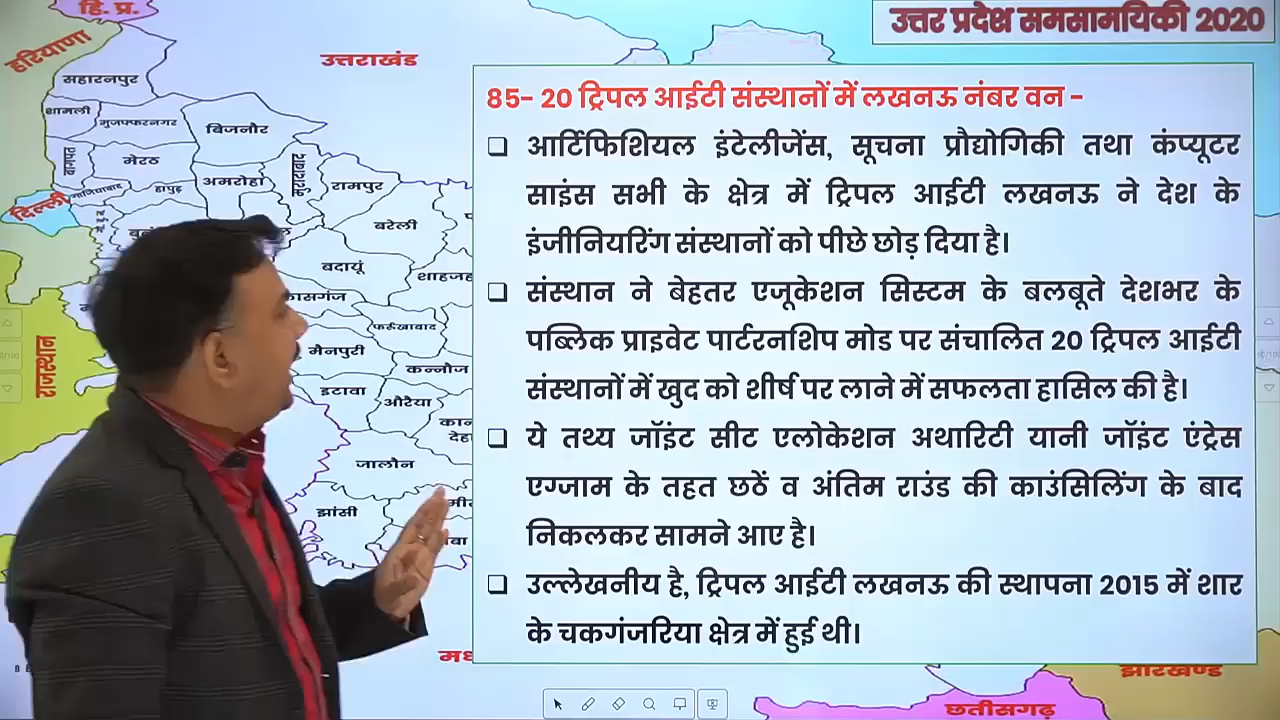 हि. प्र.
उत्तर प्रदेश समसामयिकी 2020
हरियाणा
उत्तराखंड
सहारनपुर
शामली
मुजफ्फरनगर
बिजनौर
बागपत
मेरठ
मुरादाबाद
अमरोहा
रामपुर
गाजियाबाद
हापुड़
दिल्ली
बरेली
बदायूं
शाहजह
कासगंज
फर्रुखाबाद
मैनपुरी
कन्नौज
राजस्थान
इटावा
औरैया
कान
देहा
जालौन
झांसी
85- 20 ट्रिपल आईटी संस्थानों में लखनऊ नंबर वन -
❑ आर्टिफिशियल इंटेलीजेंस, सूचना प्रौद्योगिकी तथा कंप्यूटर
साइंस सभी के क्षेत्र में ट्रिपल आईटी लखनऊ ने देश के
इंजीनियरिंग संस्थानों को पीछे छोड़ दिया है।
❑ संस्थान ने बेहतर एजूकेशन सिस्टम के बलबूते देशभर के
पब्लिक प्राइवेट पार्टरनशिप मोड पर संचालित 20 ट्रिपल आईटी
संस्थानों में खुद को शीर्ष पर लाने में सफलता हासिल की है।
❑ ये तथ्य जॉइंट सीट एलोकेशन अथारिटी यानी जॉइंट एंट्रेस
एग्जाम के तहत छठें व अंतिम राउंड की काउंसिलिंग के बाद
निकलकर सामने आए है।
❑ उल्लेखनीय है, ट्रिपल आईटी लखनऊ की स्थापना 2015 में शार
के चकगंजरिया क्षेत्र में हुई थी।
मध
झारखण्ड
छतीसगढ़